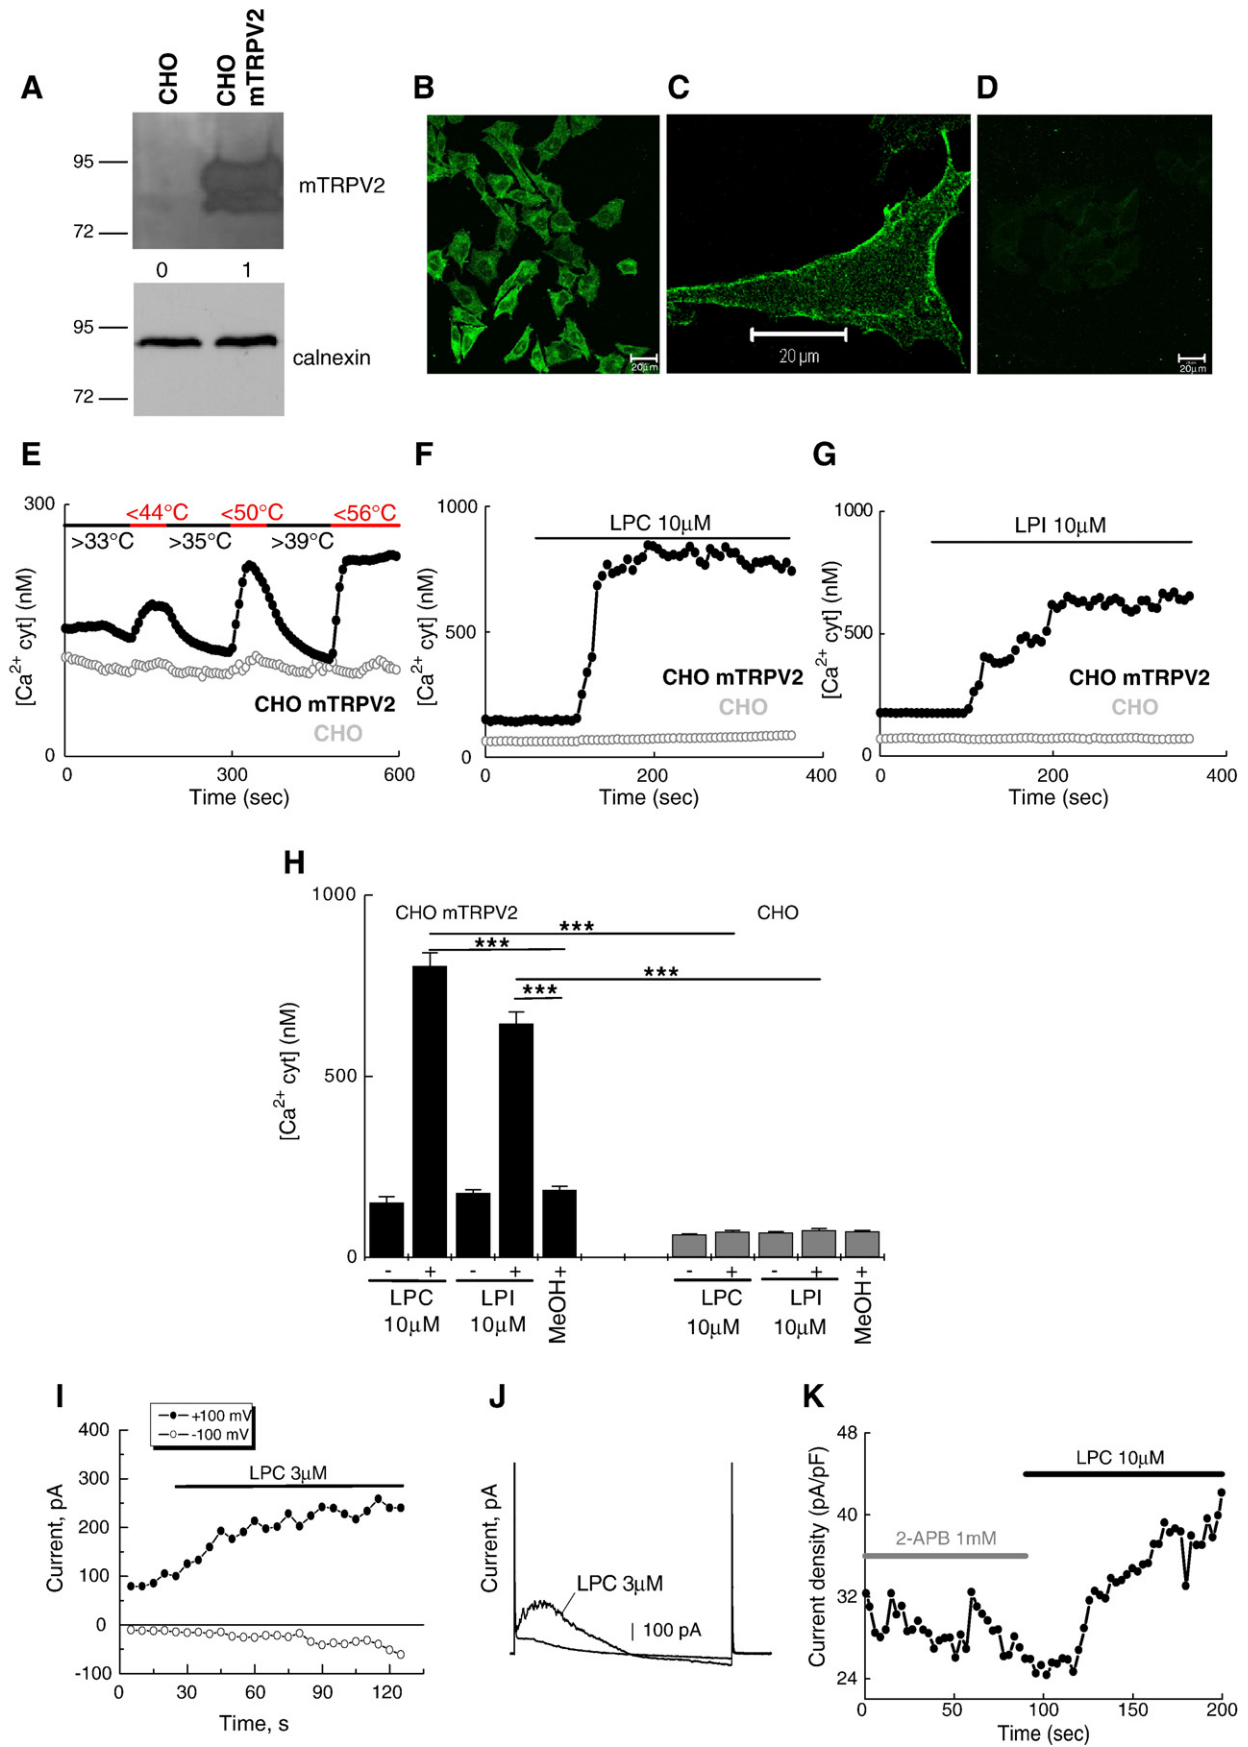 A
CHO
CHO
mTRPV2
95
72
mTRPV2
0 1
95
72
calnexin
B
20µm
C
20 µm
D
20µm
E
300
0
[Ca2+ cyt] (nM)
<44°C <50°C <56°C
>33°C >35°C >39°C
CHO mTRPV2
CHO
0 300 600
Time (sec)
F
1000
500
0
[Ca2+ cyt] (nM)
LPC 10µM
CHO mTRPV2
CHO
0 200 400
Time (sec)
G
1000
500
0
[Ca2+ cyt] (nM)
LPI 10µM
CHO mTRPV2
CHO
0 200 400
Time (sec)
H
1000
500
0
[Ca2+ cyt] (nM)
CHO mTRPV2 CHO
***
***
***
***
- + - + MeOH+ - + - + MeOH+
LPC LPI LPC LPI
10µM 10µM 10µM 10µM
I
+100 mV
-100 mV
400
300
200
100
0
-100
Current, pA
LPC 3µM
0 30 60 90 120
Time, s
J
Current, pA
LPC 3µM
100 pA
K
48
40
32
24
Current density (pA/pF)
LPC 10µM
2-APB 1mM
0 50 100 150 200
Time (sec)